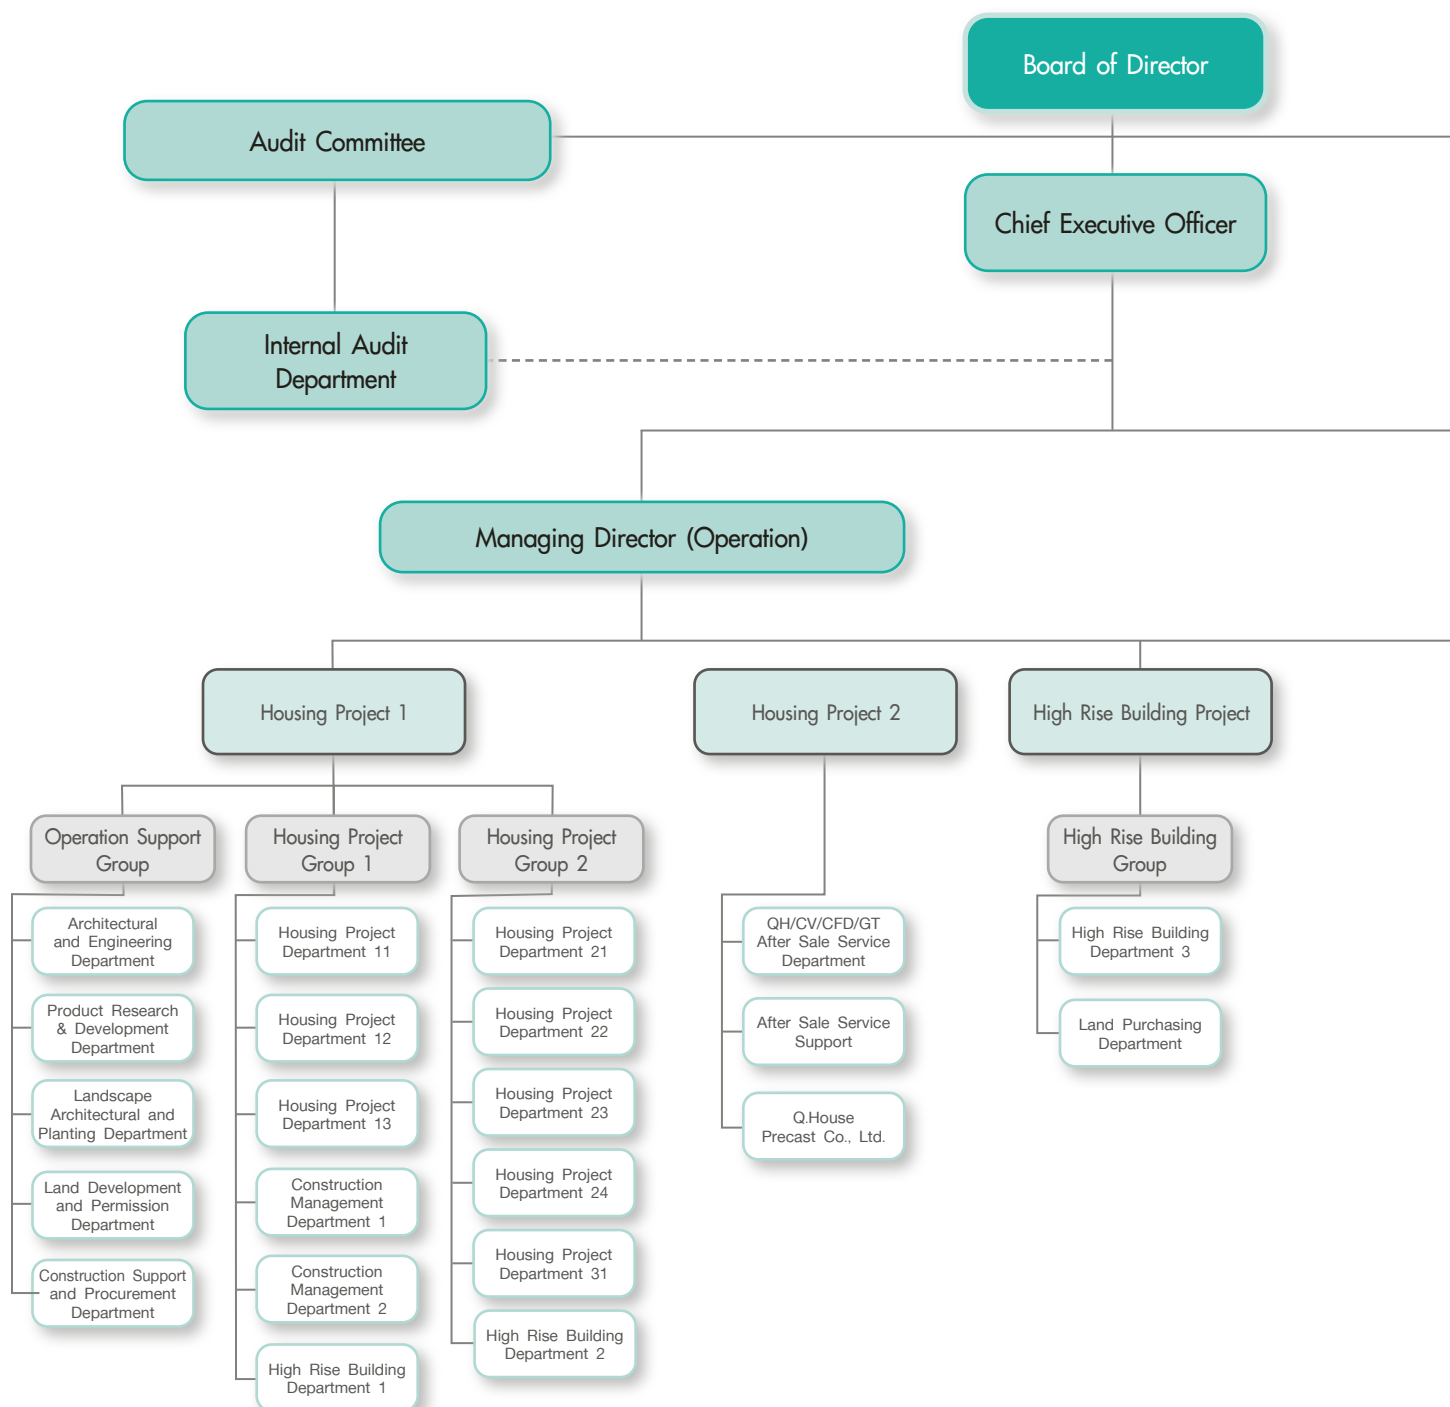 Board of Director
Audit Committee
Chief Executive Officer
Internal Audit
Department
Managing Director (Operation)
Housing Project 1
Housing Project 2
High Rise Building Project
Operation Support
Group
Housing Project
Group 1
Housing Project
Group 2
High Rise Building
Group
Architectural
and Engineering
Department
Product Research
& Development
Department
Landscape
Architectural and
Planting Department
Land Development
and Permission
Department
Construction Support
and Procurement
Department
Housing Project
Department 11
Housing Project
Department 12
Housing Project
Department 13
Construction
Management
Department 1
Construction
Management
Department 2
High Rise Building
Department 1
Housing Project
Department 21
Housing Project
Department 22
Housing Project
Department 23
Housing Project
Department 24
Housing Project
Department 31
High Rise Building
Department 2
QH/CV/CFD/GT
After Sale Service
Department
After Sale Service
Support
Q.House
Precast Co., Ltd.
High Rise Building
Department 3
Land Purchasing
Department